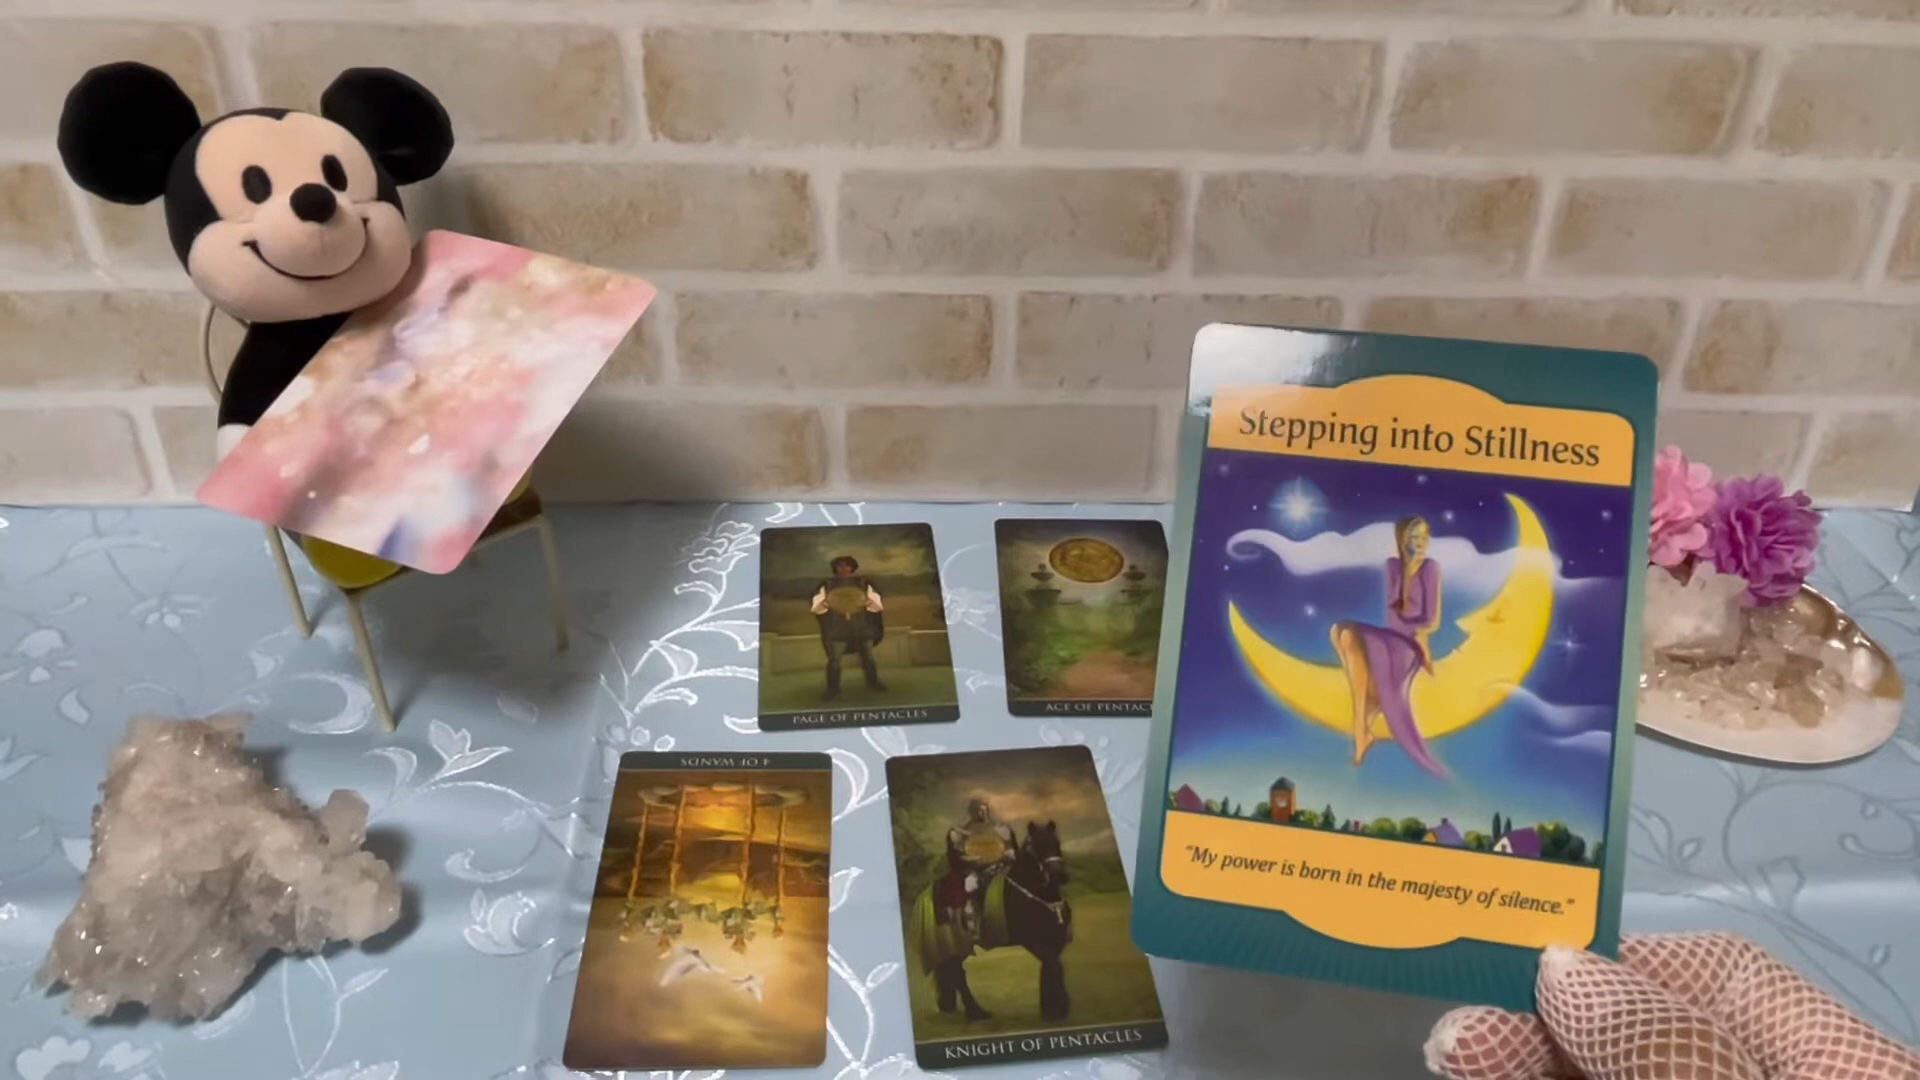 Stepping into Stillness
"My power is born in the majesty of silence."
PAGE OF PENTACLES
ACE OF PENTAC
4 OF WANDS
KNIGHT OF PENTACLES